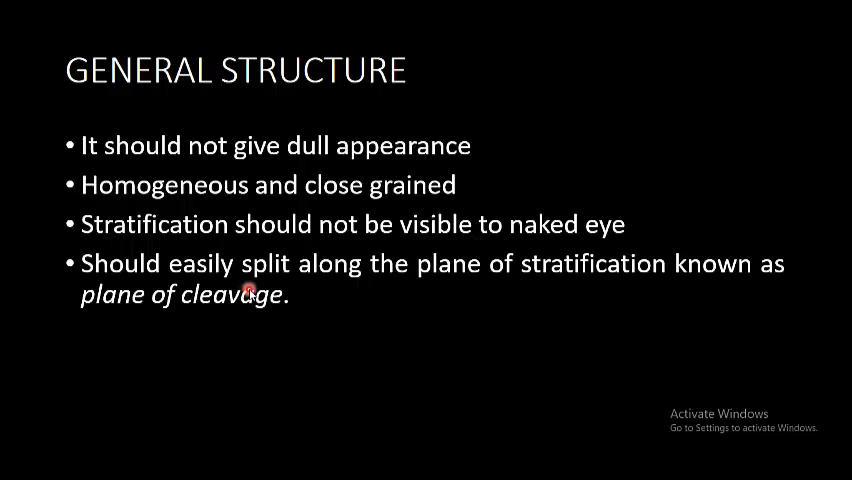 GENERAL STRUCTURE
• It should not give dull appearance
• Homogeneous and close grained
• Stratification should not be visible to naked eye
• Should easily split along the plane of stratification known as
plane of cleavage.
Activate Windows
Go to Settings to activate Windows.